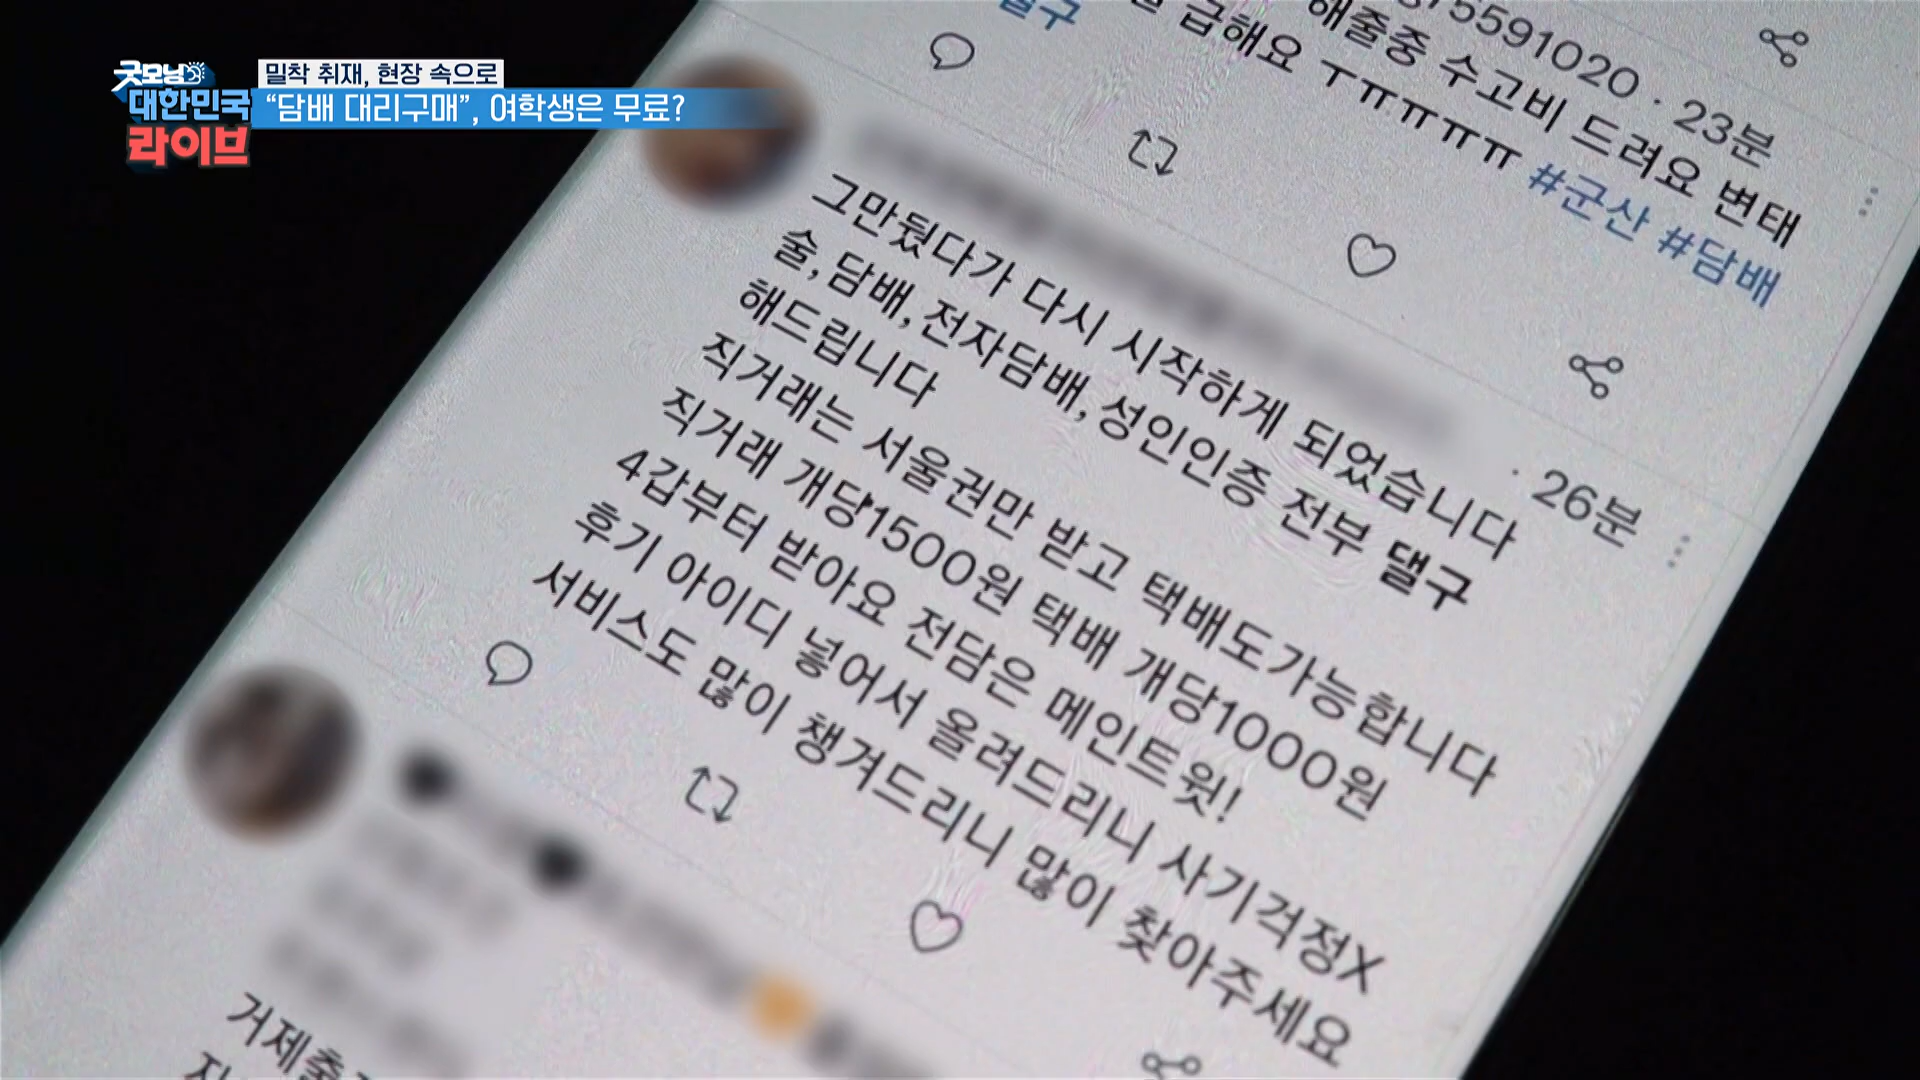 굿모닝
대한민국
라이브
밀착 취재, 현장 속으로
“담배 대리구매”, 여학생은 무료?
5591020 · 23분
해줄중 수고비 드려요 변태
급해요 ㅜㅠㅠㅠㅠ #군산 #담배
댈구
· 26분
그만뒀다가 다시 시작하게 되었습니다
술,담배,전자담배,성인인증 전부 댈구
해드립니다
직거래는 서울권만 받고 택배도가능합니다
직거래 개당1500원 택배 개당1000원
4갑부터 받아요 전담은 메인트윗!
후기 아이디 넣어서 올려드리니 사기걱정X
서비스도 많이 챙겨드리니 많이 찾아주세요
거제출